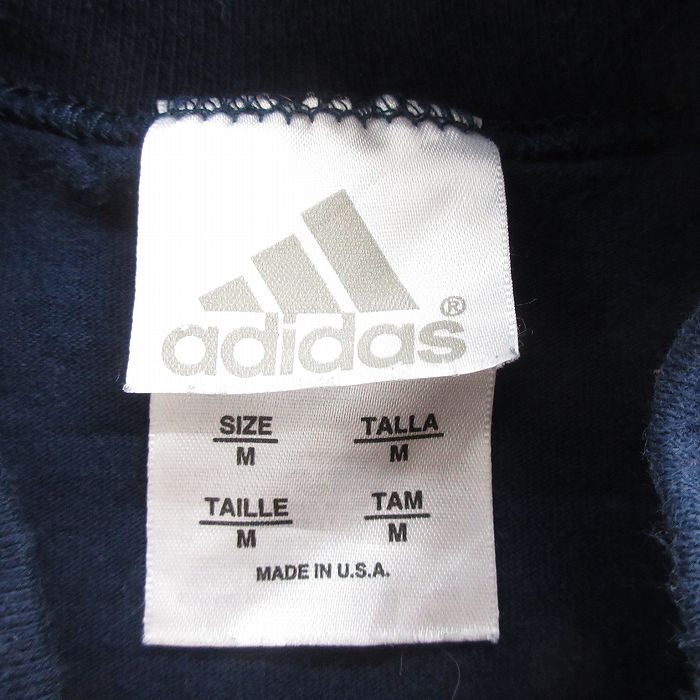 adidas®
SIZE TALLA
M M
TAILLE TAM
M M
MADE IN U.S.A.